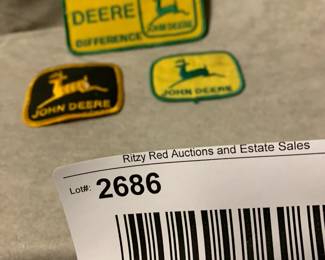 DEERE
DIFFERENCE
JOHN DEERE
JOHN DEERE
JOHN DEERE
Ritzy Red Auctions and Estate Sales
Lot#: 2686